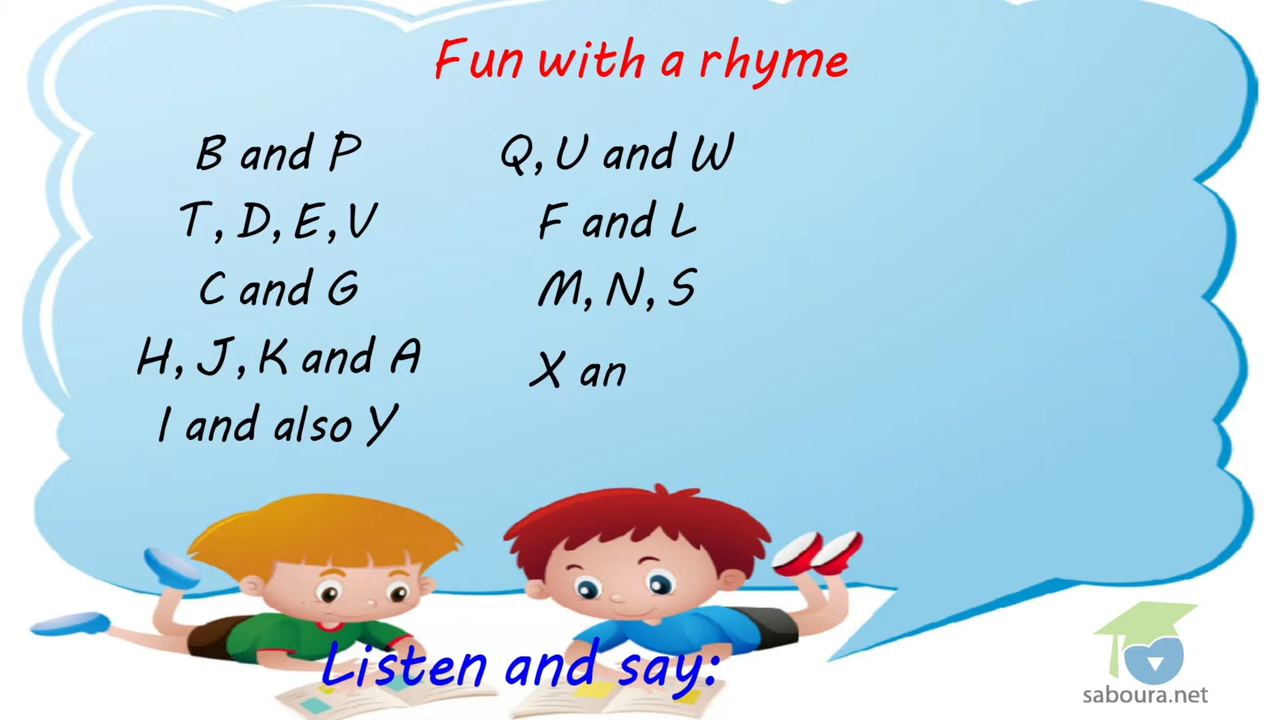 Fun with a rhyme
B and P
T, D, E, V
C and G
H, J, K and A
I and also Y
Q, U and W
F and L
M, N, S
X an
Listen and say:
saboura.net